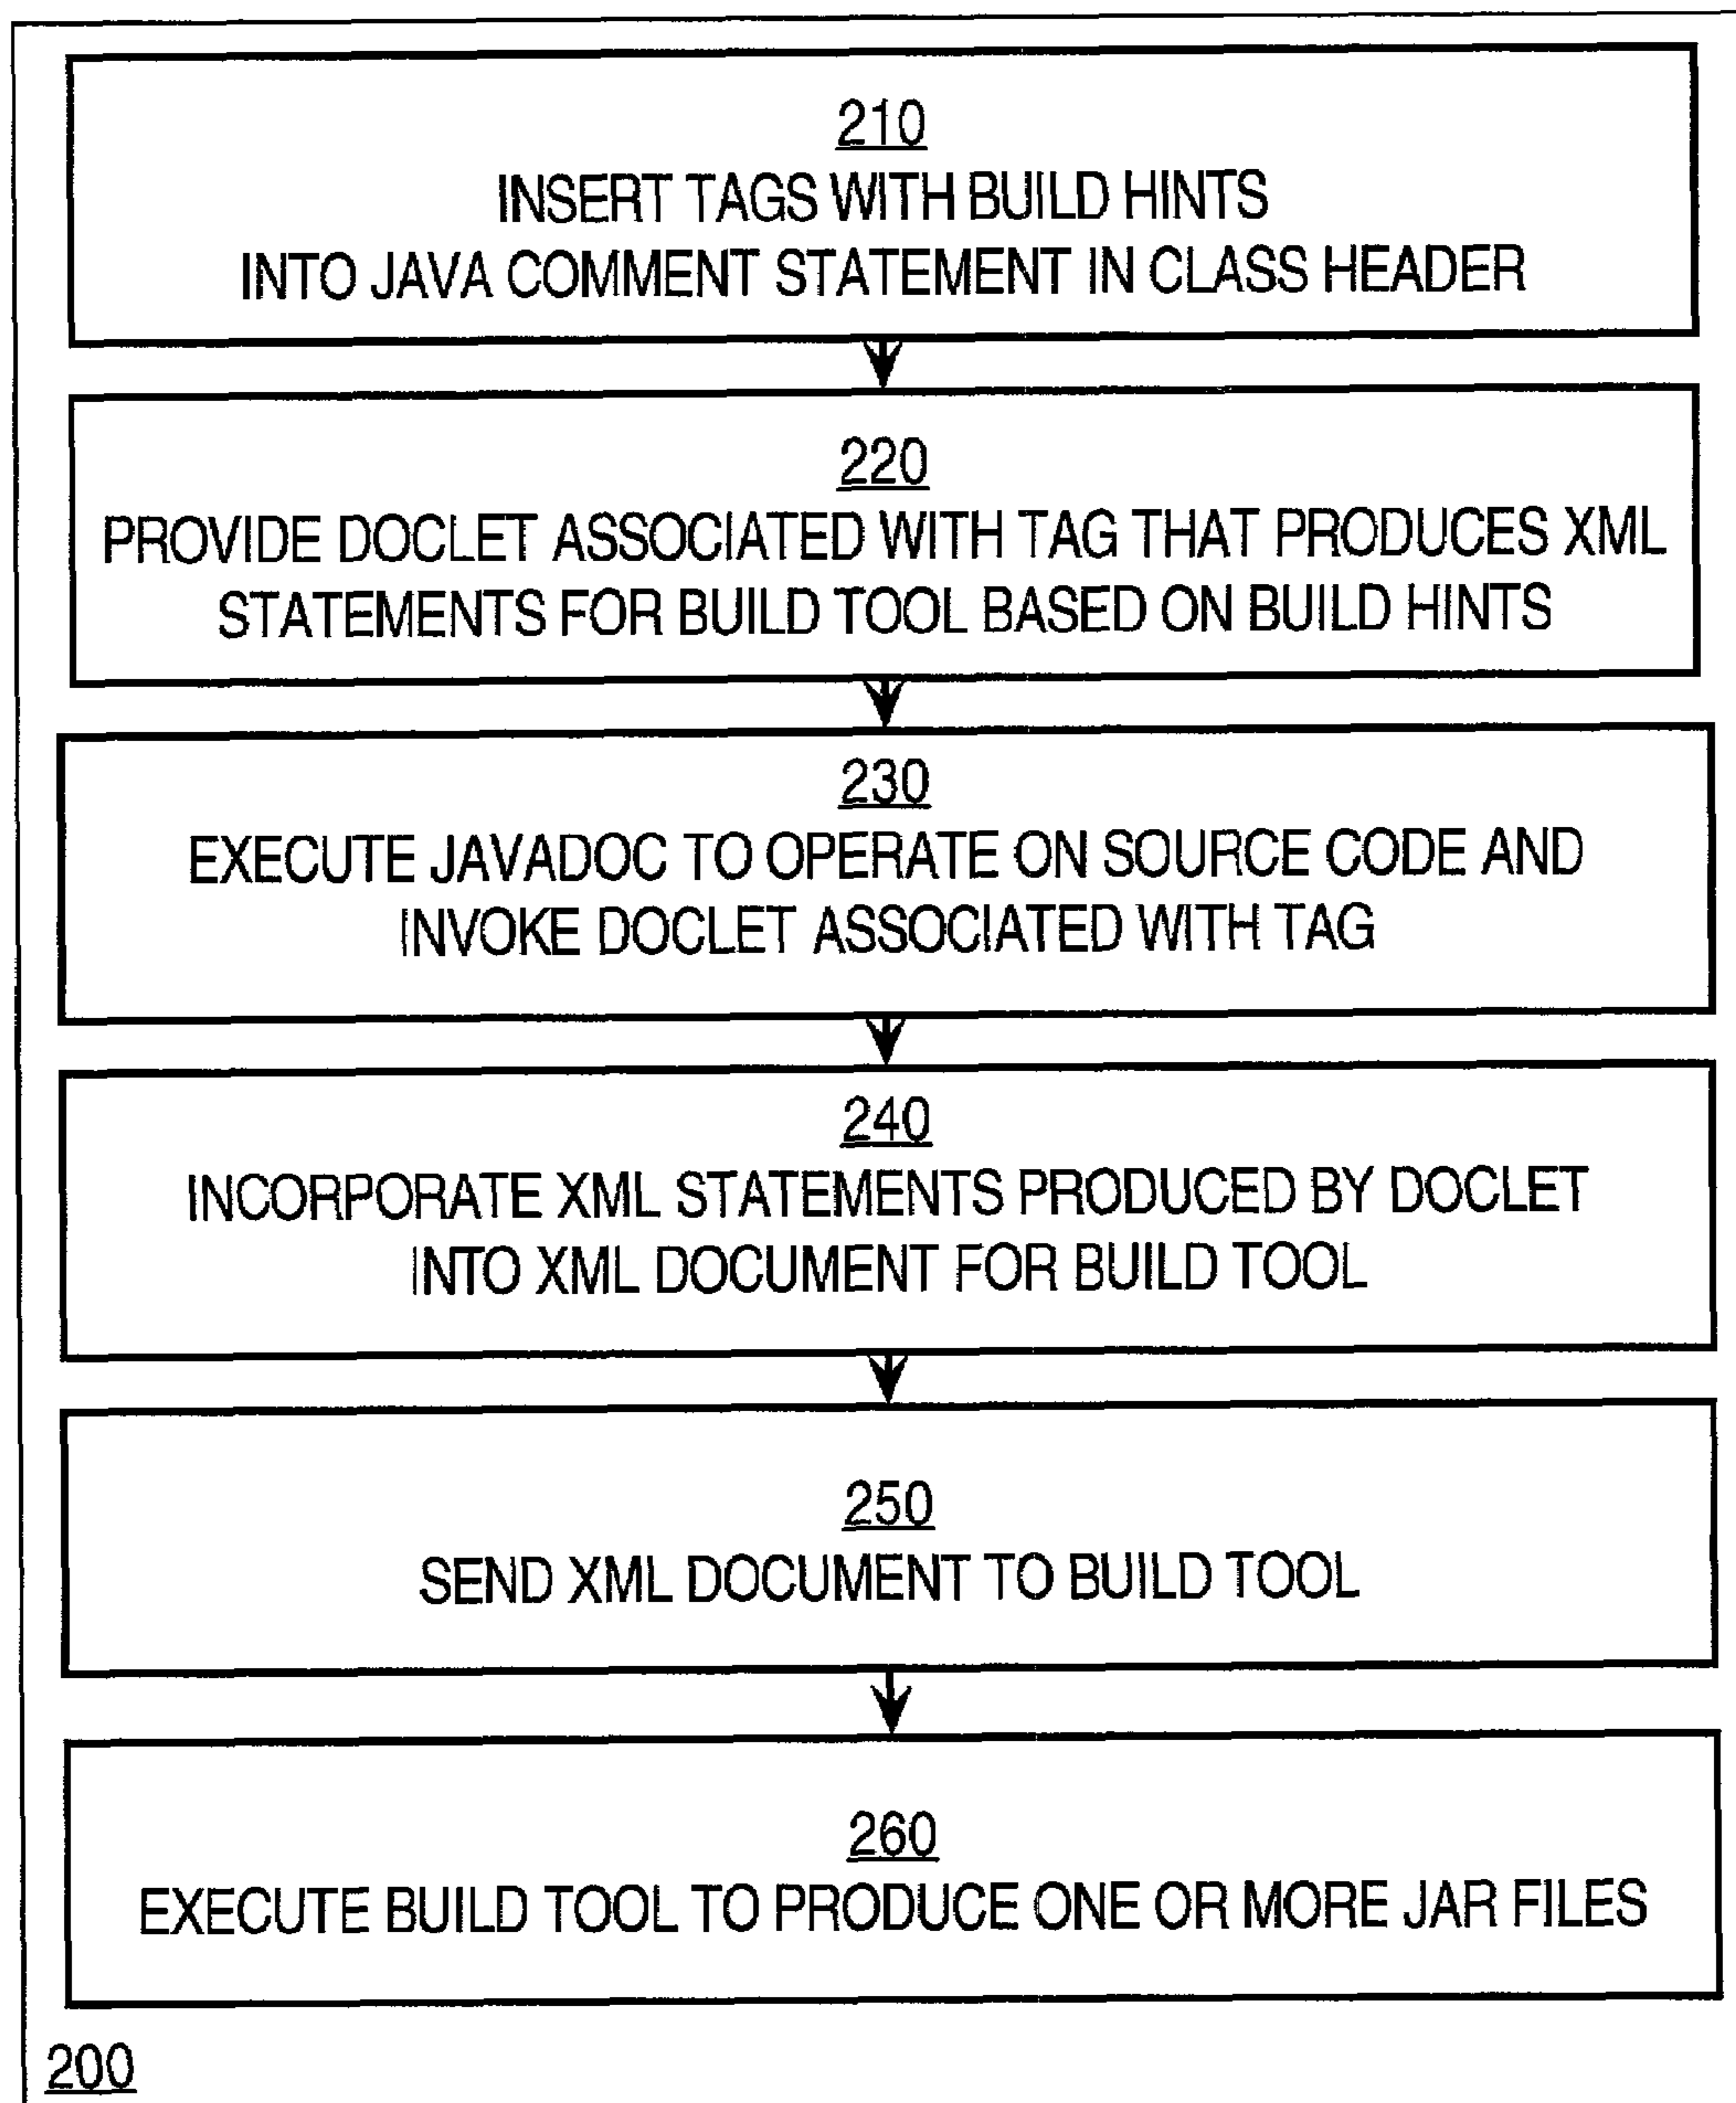 210
INSERT TAGS WITH BUILD HINTS
INTO JAVA COMMENT STATEMENT IN CLASS HEADER
220
PROVIDE DOCLET ASSOCIATED WITH TAG THAT PRODUCES XML
STATEMENTS FOR BUILD TOOL BASED ON BUILD HINTS
230
EXECUTE JAVADOC TO OPERATE ON SOURCE CODE AND
INVOKE DOCLET ASSOCIATED WITH TAG
240
INCORPORATE XML STATEMENTS PRODUCED BY DOCLET
INTO XML DOCUMENT FOR BUILD TOOL
250
SEND XML DOCUMENT TO BUILD TOOL
260
EXECUTE BUILD TOOL TO PRODUCE ONE OR MORE JAR FILES
200